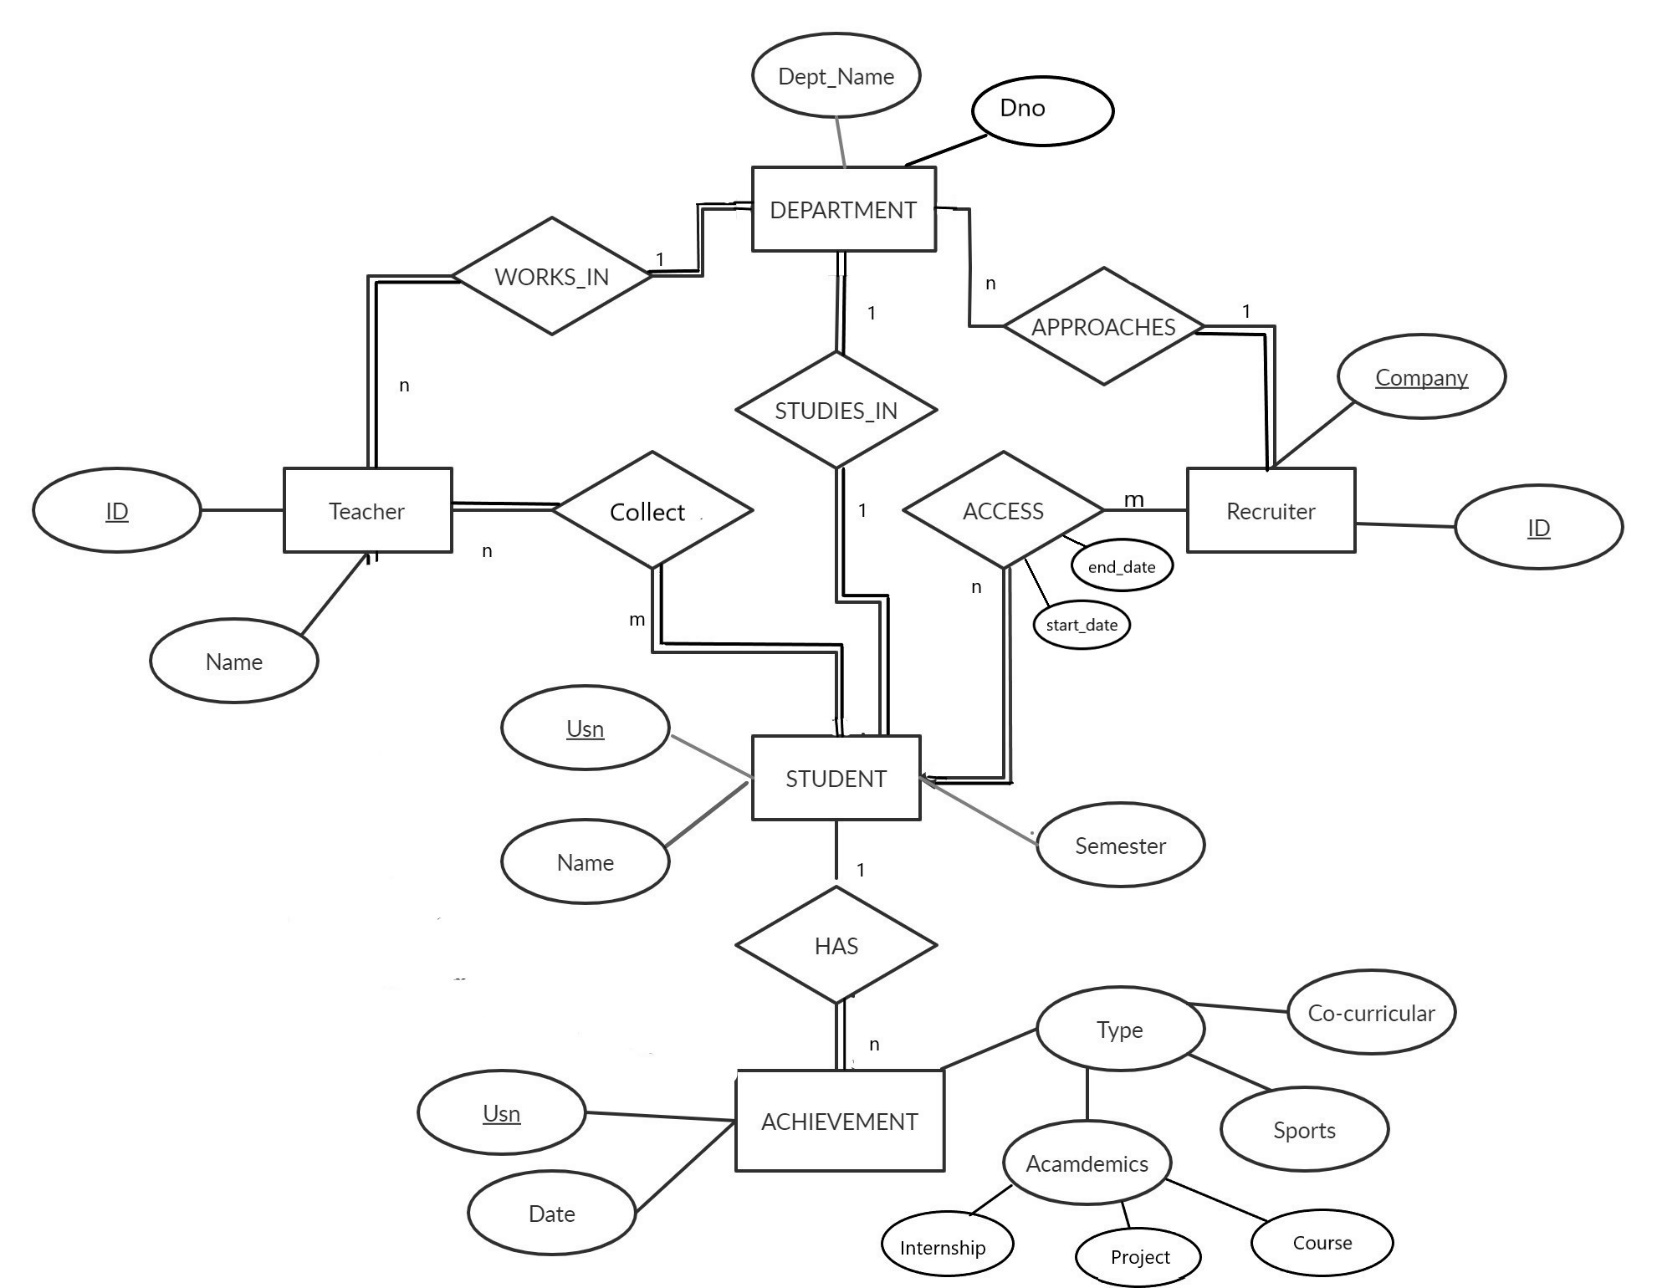 Dept_Name
Dno
DEPARTMENT
WORKS_IN
1
n
1
n
APPROACHES
1
Company
STUDIES_IN
1
ID
Teacher
n
Collect
m
ACCESS
m
n
end_date
start_date
Recruiter
ID
Name
Usn
STUDENT
Name
Semester
1
HAS
n
Type
Co-curricular
Usn
ACHIEVEMENT
Sports
Acamdemics
Date
Internship
Project
Course